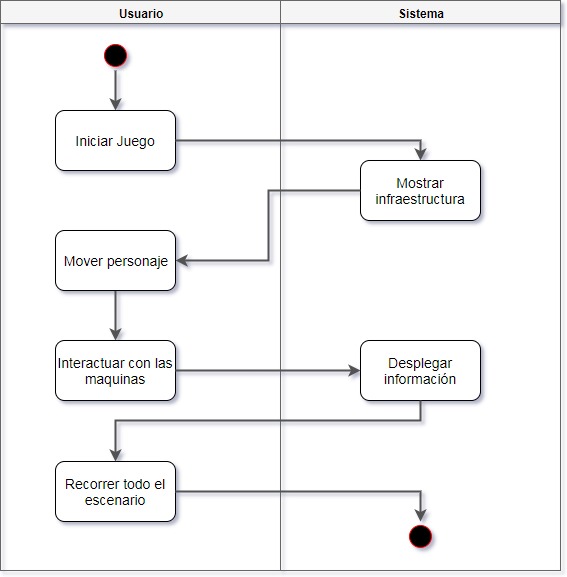 Usuario
Sistema
Iniciar Juego
Mostrar
infraestructura
Mover personaje
Interactuar con las
maquinas
Desplegar
información
Recorrer todo el
escenario